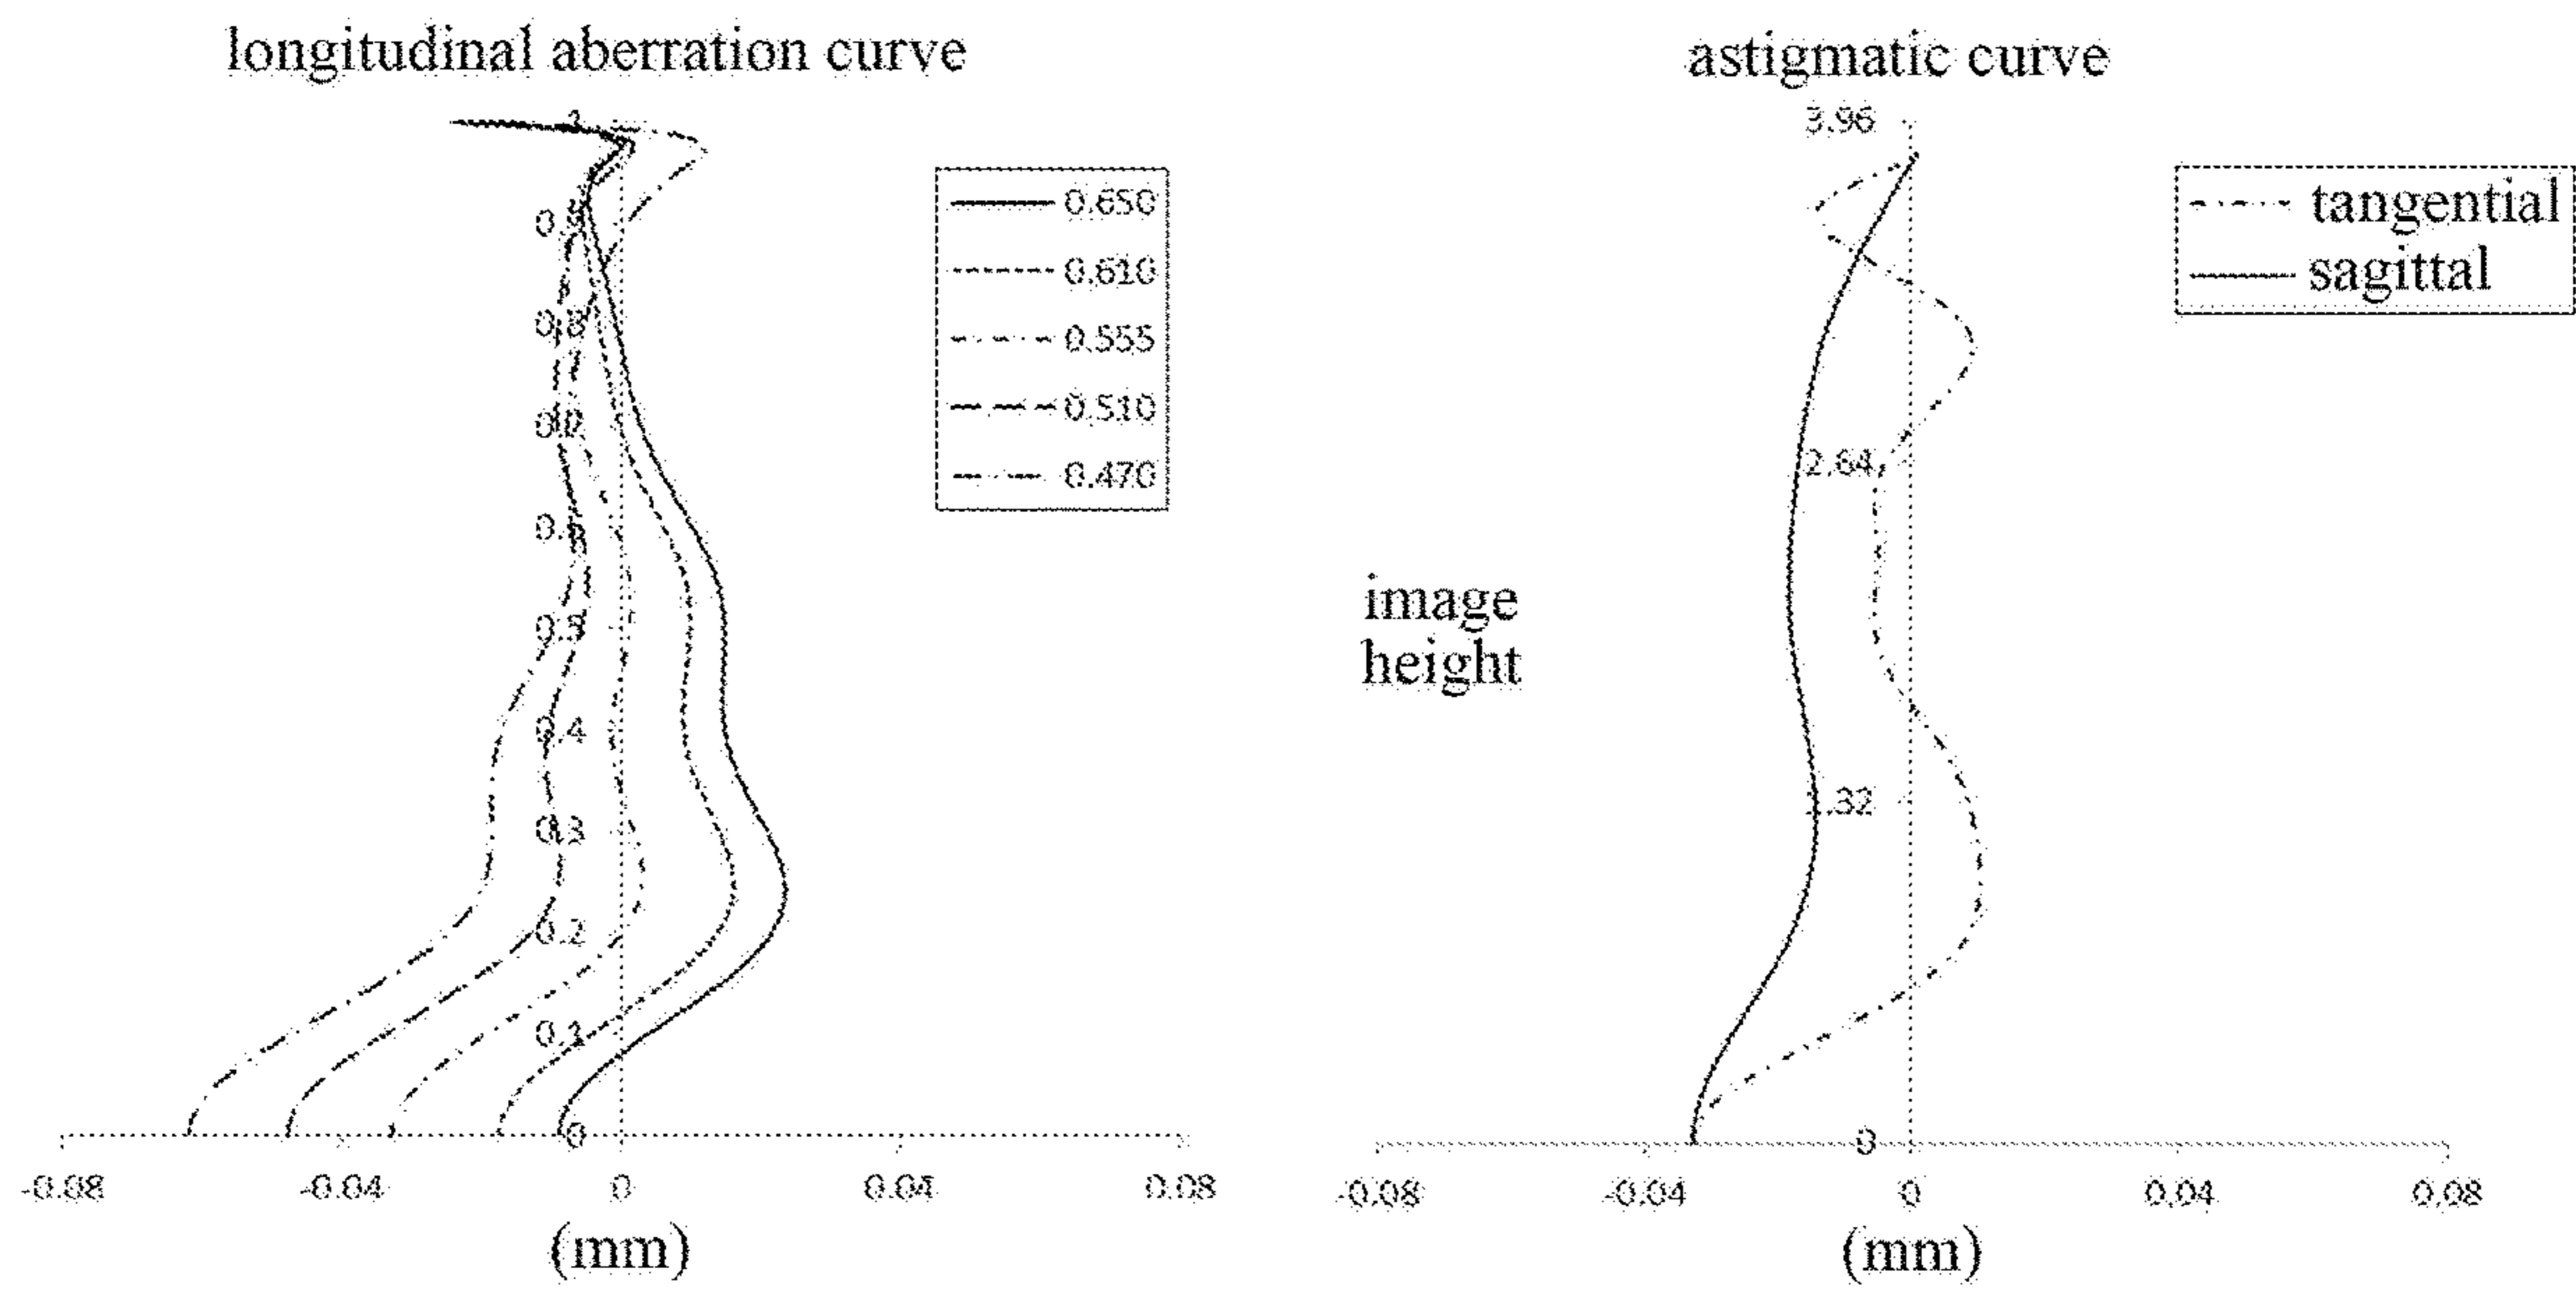 longitudinal aberration curve
1
0.9
0.8
0.7
0.6
0.5
0.4
0.3
0.2
0.1
0
-0.08 -0.04 0 0.04 0.08
(mm)
0.650
0.610
0.555
0.510
0.470
astigmatic curve
3.96
2.64
1.32
0
image
height
-0.08 -0.04 0 0.04 0.08
(mm)
tangential
sagittal